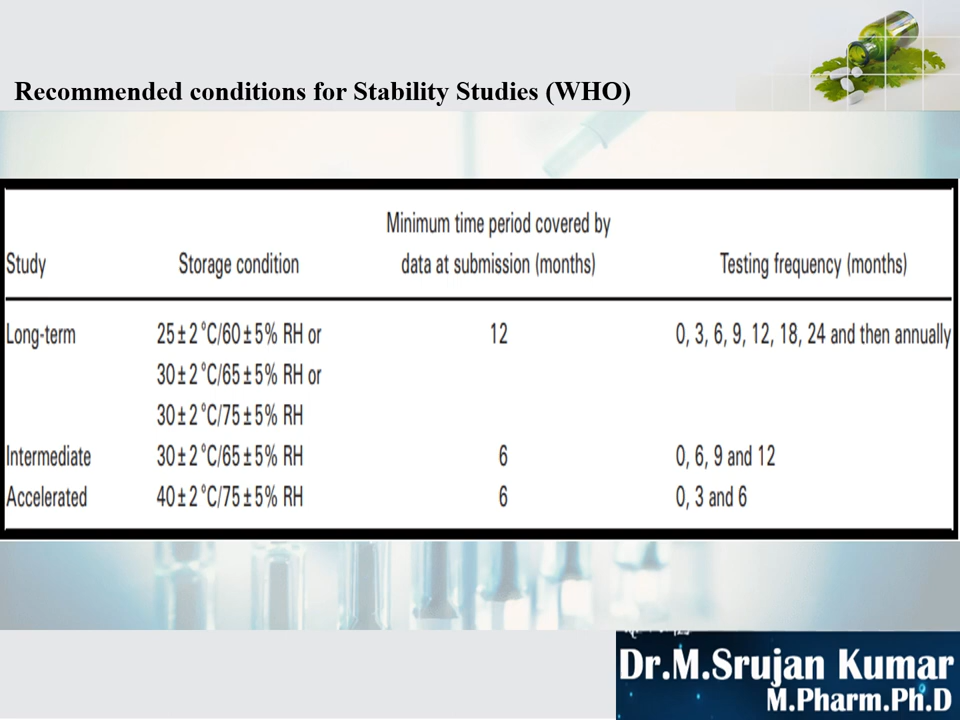 Recommended conditions for Stability Studies (WHO)
Minimum time period covered by
Study Storage condition data at submission (months) Testing frequency (months)
Long-term 25±2 °C/60±5% RH or 12 0, 3, 6, 9, 12, 18, 24 and then annually
30±2 °C/65±5% RH or
30±2 °C/75±5% RH
Intermediate 30±2 °C/65±5% RH 6 0, 6, 9 and 12
Accelerated 40±2 °C/75±5% RH 6 0, 3 and 6
Dr.M.Srujan Kumar
M.Pharm.Ph.D